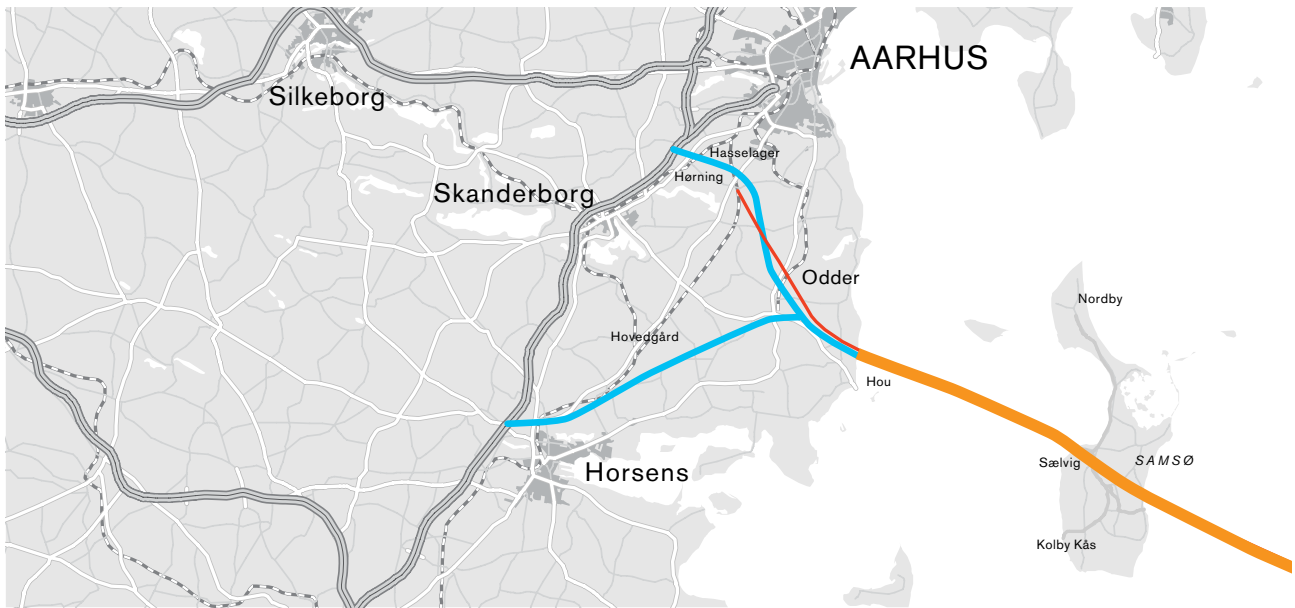 AARHUS
Silkeborg
Hasselager
Hørning
Skanderborg
Odder
Nordby
Hovedgård
Hou
Sælvig
SAMSØ
Horsens
Kolby Kås